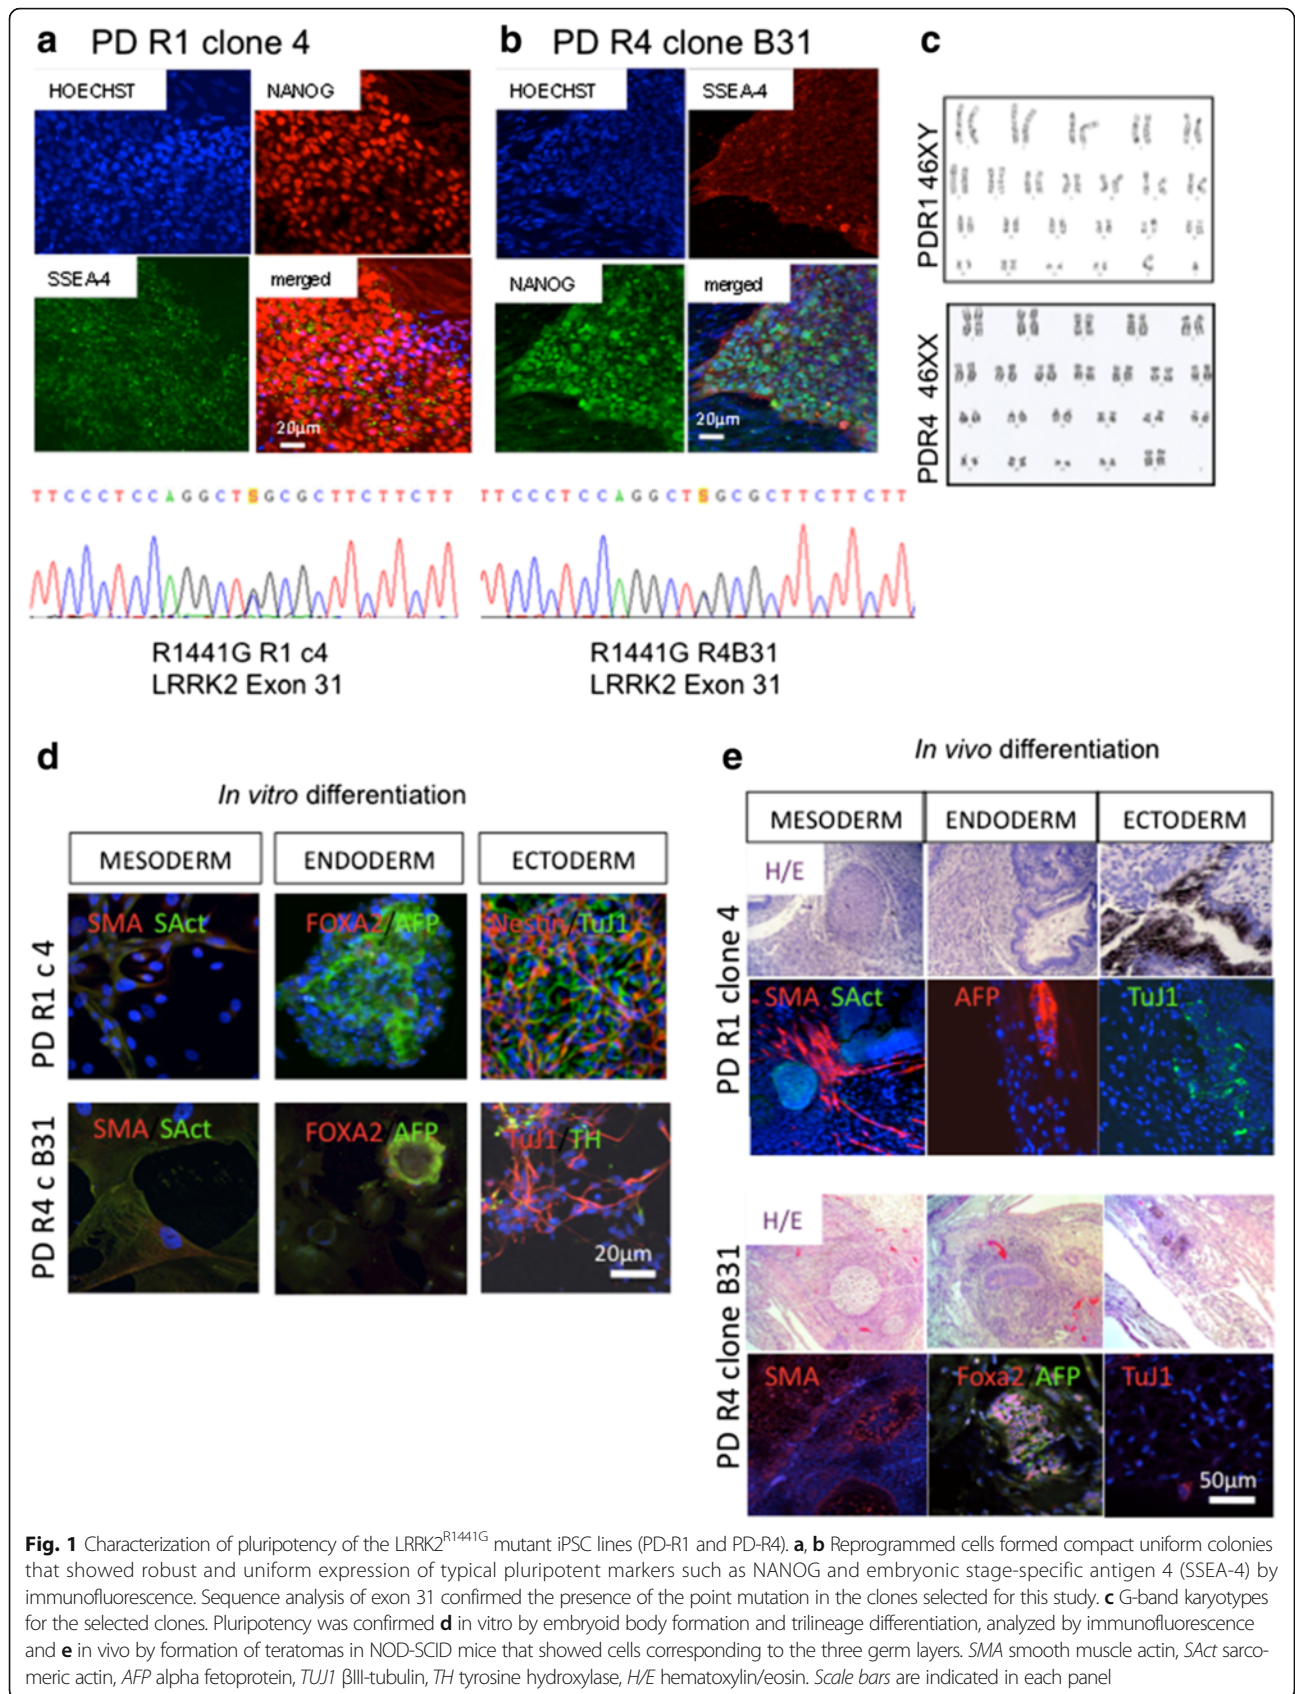 a PD R1 clone 4
HOECHST
NANOG
SSEA-4
merged
20µm
b PD R4 clone B31
HOECHST
SSEA-4
NANOG
merged
20µm
c
PDR1 46XY
PDR4 46XX
TTCCCTCCAGGCTSGCGCTTCTTCTT
TTCCCTCCAGGCTSGCGCTTCTTCTT
R1441G R1 c4
LRRK2 Exon 31
R1441G R4B31
LRRK2 Exon 31
d
In vitro differentiation
MESODERM
ENDODERM
ECTODERM
PD R1 c 4
SMA SAct
FOXA2/AFP
Nestin/TuJ1
PD R4 c B31
SMA/SAct
FOXA2/AFP
TuJ1/TH
20µm
e
In vivo differentiation
MESODERM
ENDODERM
ECTODERM
PD R1 clone 4
H/E
SMA SAct
AFP
TuJ1
PD R4 clone B31
H/E
SMA
Foxa2 AFP
TuJ1
50µm
Fig. 1 Characterization of pluripotency of the LRRK2R1441G mutant iPSC lines (PD-R1 and PD-R4). a, b Reprogrammed cells formed compact uniform colonies
that showed robust and uniform expression of typical pluripotent markers such as NANOG and embryonic stage-specific antigen 4 (SSEA-4) by
immunofluorescence. Sequence analysis of exon 31 confirmed the presence of the point mutation in the clones selected for this study. c G-band karyotypes
for the selected clones. Pluripotency was confirmed d in vitro by embryoid body formation and trilineage differentiation, analyzed by immunofluorescence
and e in vivo by formation of teratomas in NOD-SCID mice that showed cells corresponding to the three germ layers. SMA smooth muscle actin, SAct sarco-
meric actin, AFP alpha fetoprotein, TUJ1 βIII-tubulin, TH tyrosine hydroxylase, H/E hematoxylin/eosin. Scale bars are indicated in each panel